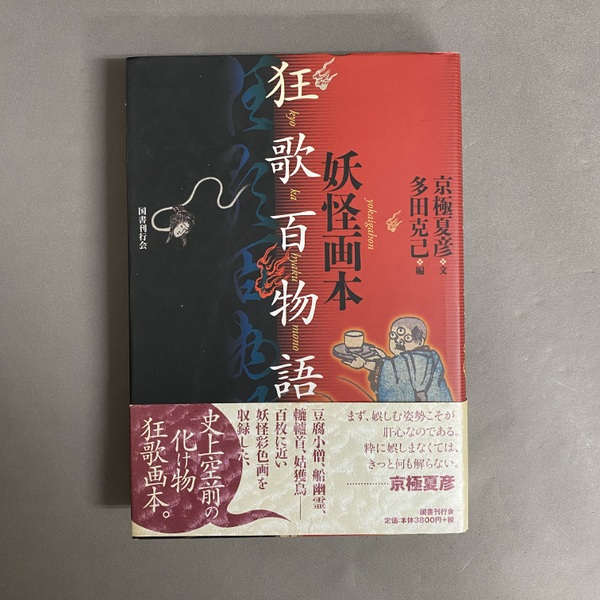 京極夏彦❖文
多田克己❖編
妖怪画本
yokaigahon
狂歌百物語
kyo
ka
hyaku
mono
国書刊行会
まず、娯しむ姿勢こそが
肝心なのである。
粋に娯しまなくては、
きっと何も解らない。
…………京極夏彦
国書刊行会
定価:本体3800円+税
豆腐小僧、船幽霊、
轆轤首、姑獲鳥――
百枚に近い
妖怪彩色画を
収録した、
史上空前の
化け物
狂歌画本。